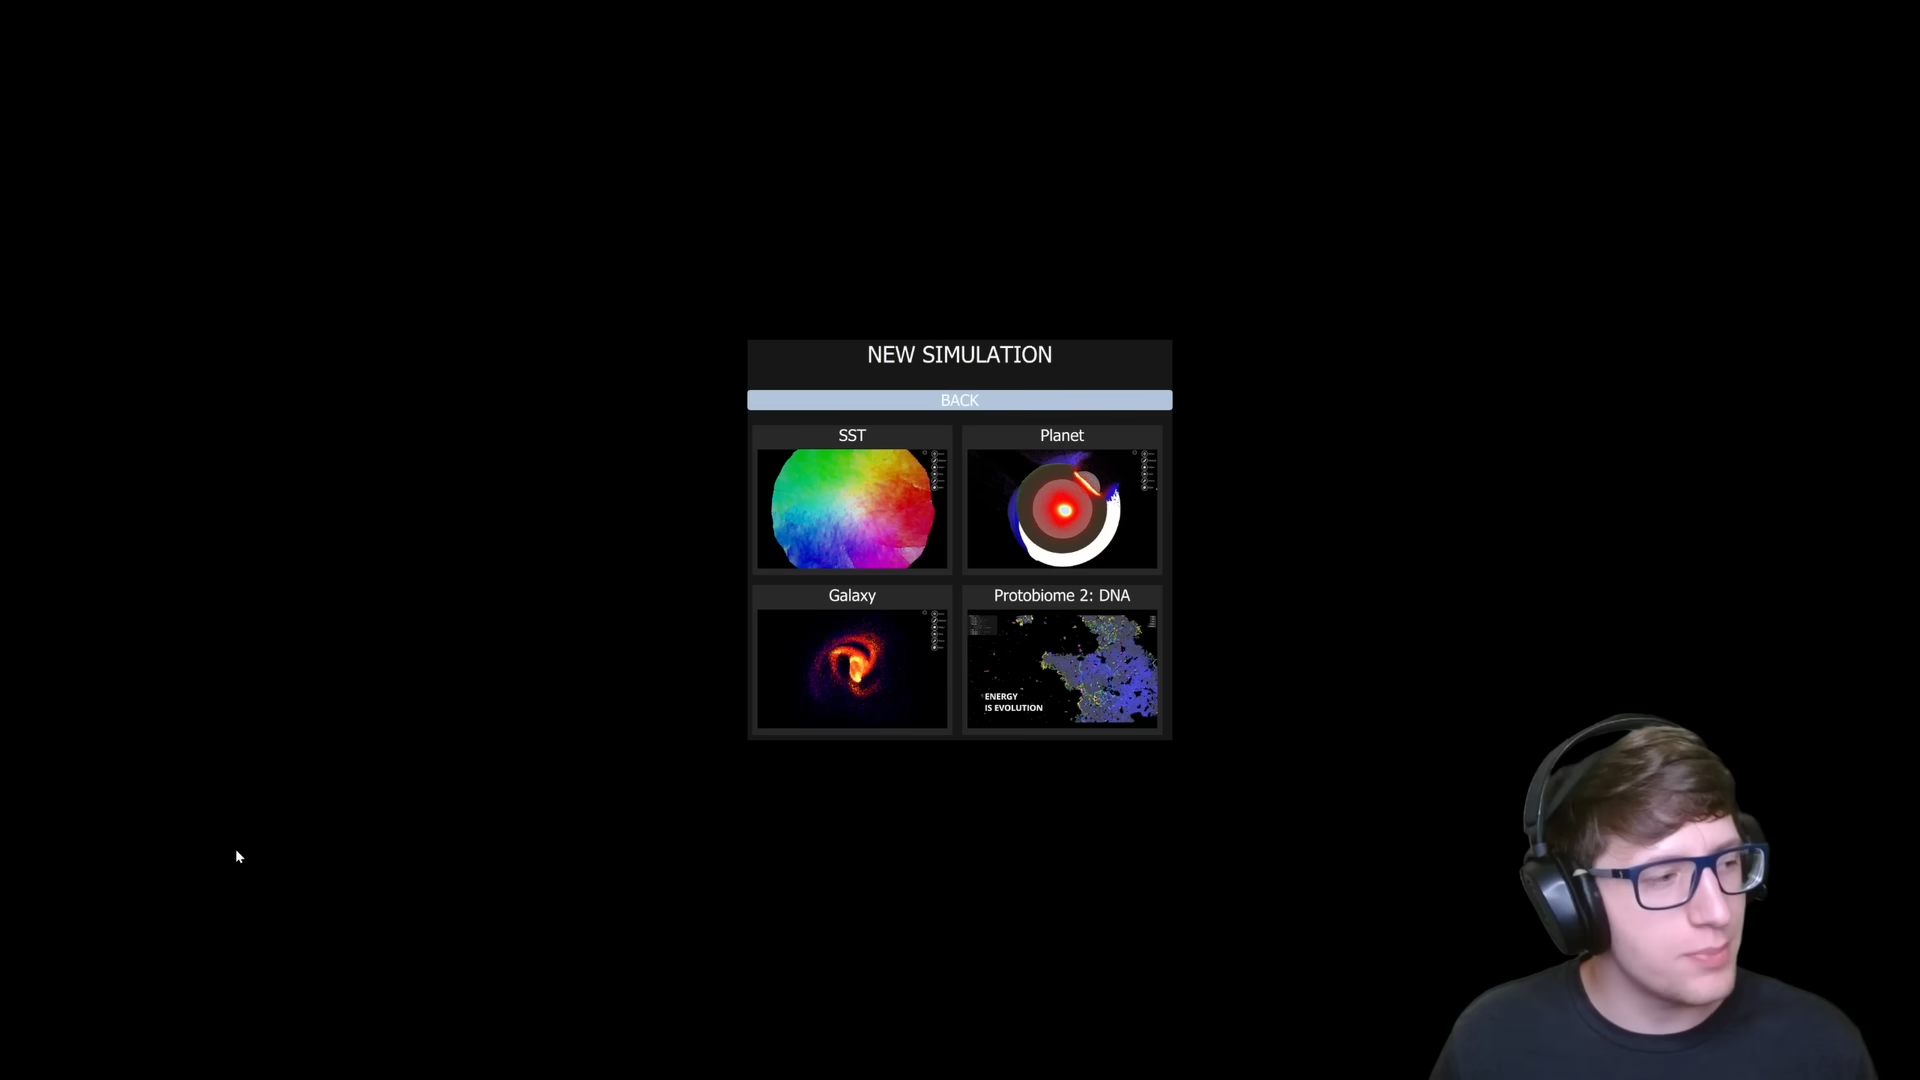 NEW SIMULATION
BACK
SST
Planet
Galaxy
Protobiome 2: DNA
ENERGY
IS EVOLUTION